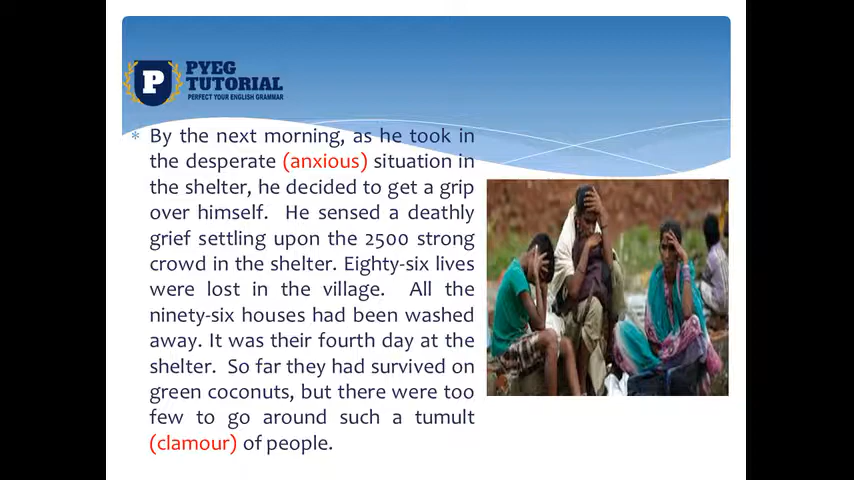 P
PYEG
TUTORIAL
PERFECT YOUR ENGLISH GRAMMAR
* By the next morning, as he took in
the desperate (anxious) situation in
the shelter, he decided to get a grip
over himself. He sensed a deathly
grief settling upon the 2500 strong
crowd in the shelter. Eighty-six lives
were lost in the village. All the
ninety-six houses had been washed
away. It was their fourth day at the
shelter. So far they had survived on
green coconuts, but there were too
few to go around such a tumult
(clamour) of people.